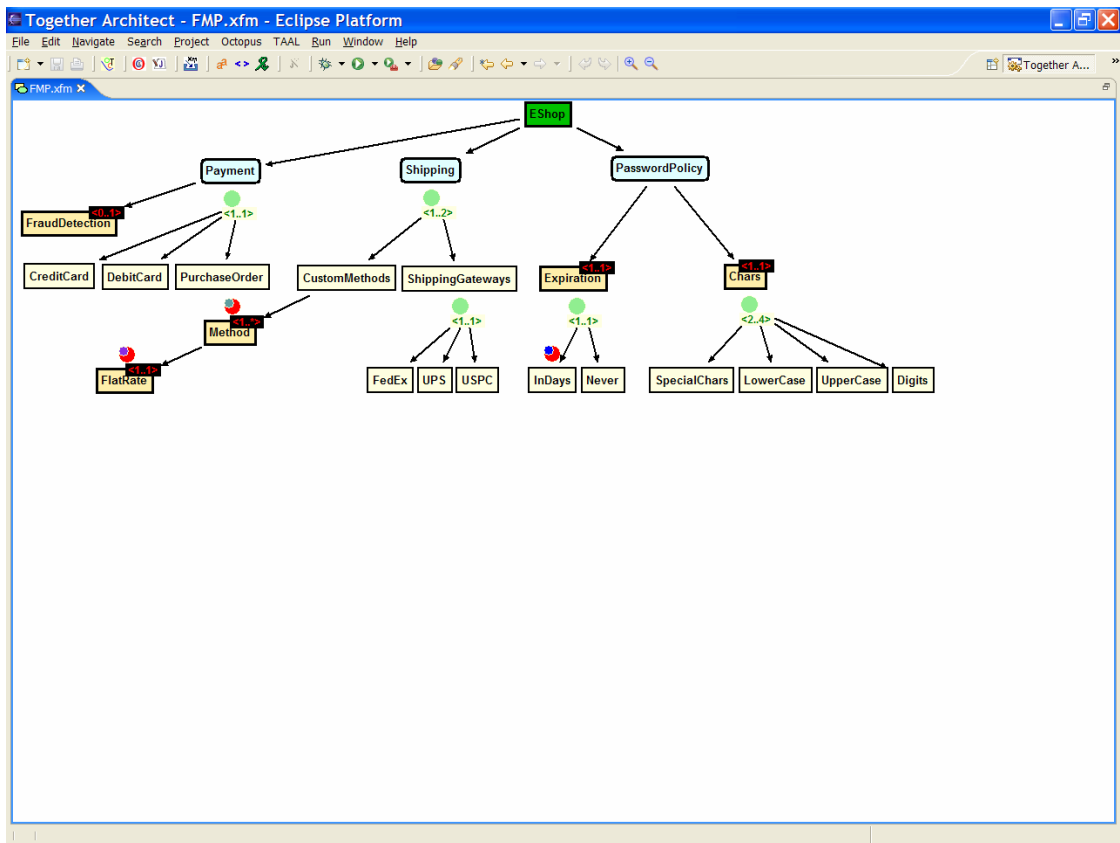 Together Architect - FMP.xfm - Eclipse Platform
File Edit Navigate Search Project Octopus TAAL Run Window Help
Together A... »
FMP.xfm
EShop
Payment
Shipping
PasswordPolicy
FraudDetection
<0..1>
<1..1>
<1..2>
CreditCard
DebitCard
PurchaseOrder
CustomMethods
ShippingGateways
Expiration
<1..1>
Chars
<1..1>
Method
<1..*>
<1..1>
<1..1>
<2..4>
FlatRate
<1..1>
FedEx
UPS
USPC
InDays
Never
SpecialChars
LowerCase
UpperCase
Digits